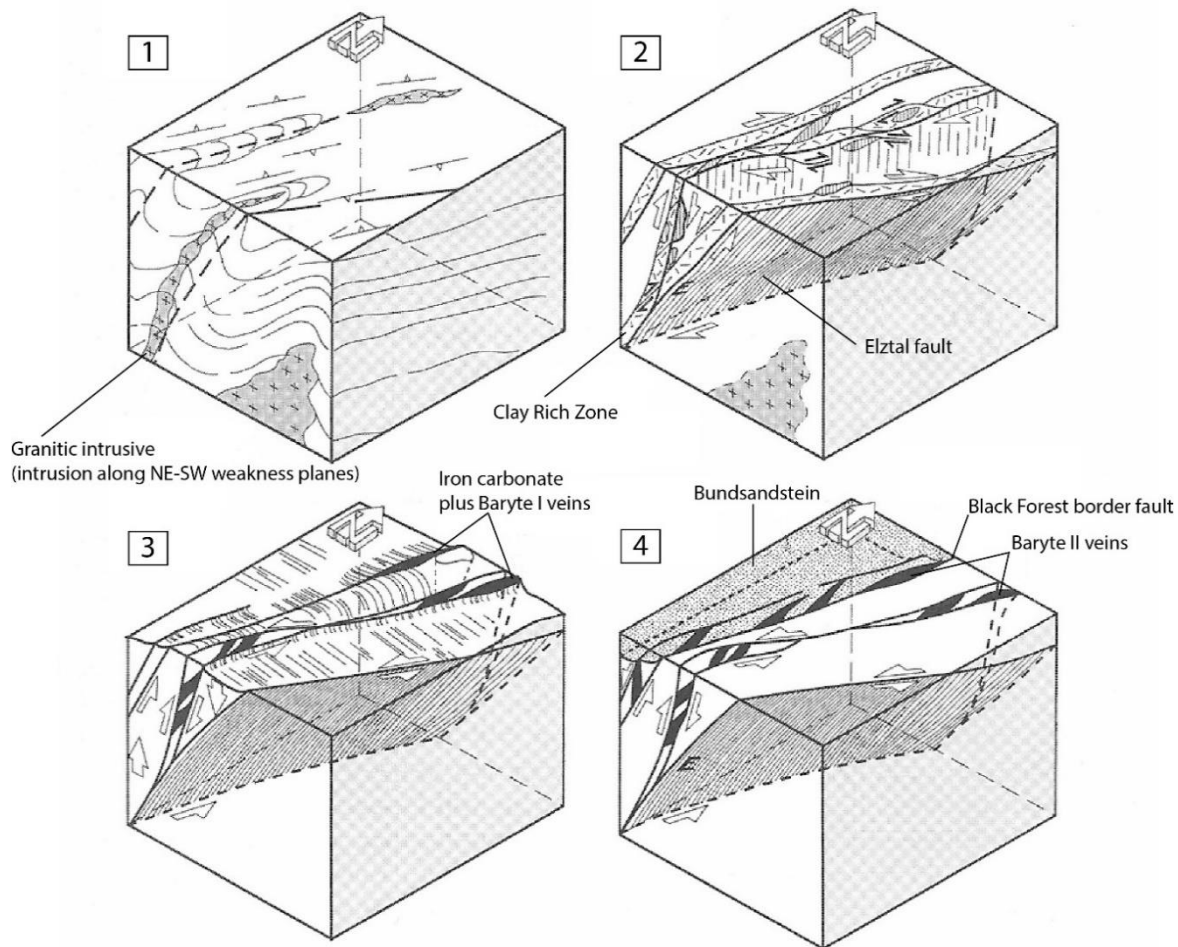 1
2
Elztal fault
Clay Rich Zone
Granitic intrusive
(intrusion along NE-SW weakness planes)
Iron carbonate
plus Baryte I veins
Bundsandstein
Black Forest border fault
Baryte II veins
3
4
E